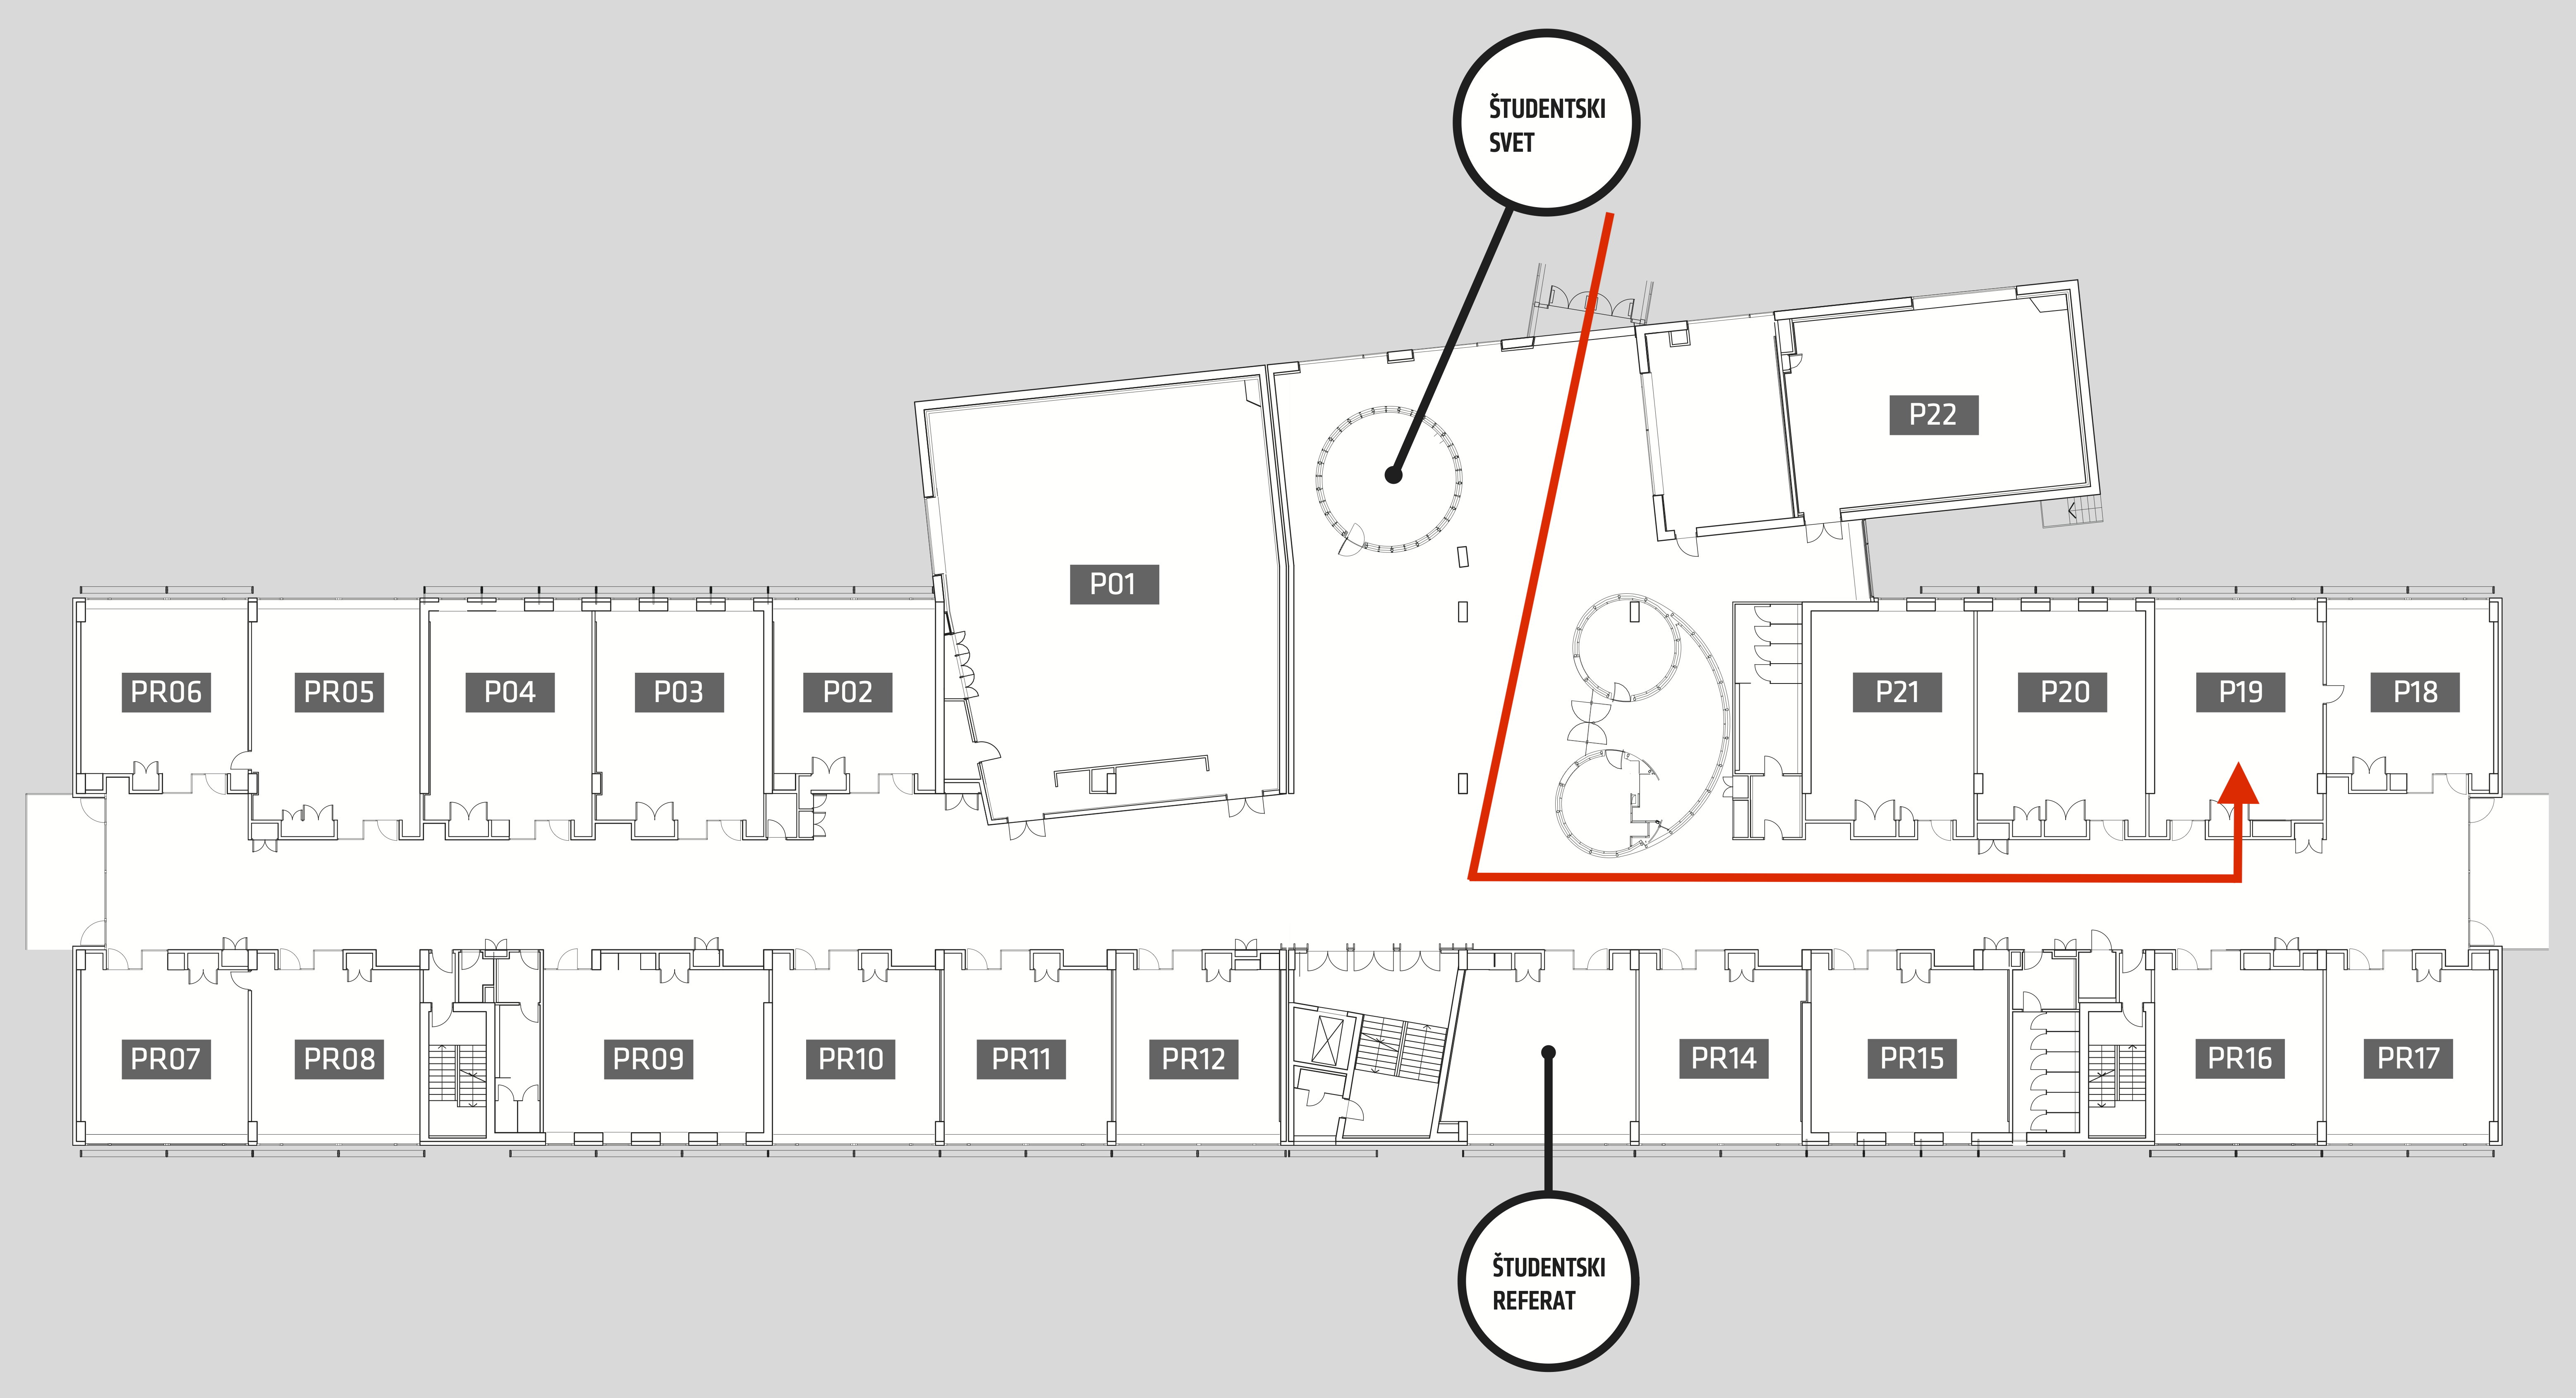 ŠTUDENTSKI
SVET
P22
P01
PR06
PR05
P04
P03
P02
P21
P20
P19
P18
PR07
PR08
PR09
PR10
PR11
PR12
PR14
PR15
PR16
PR17
ŠTUDENTSKI
REFERAT